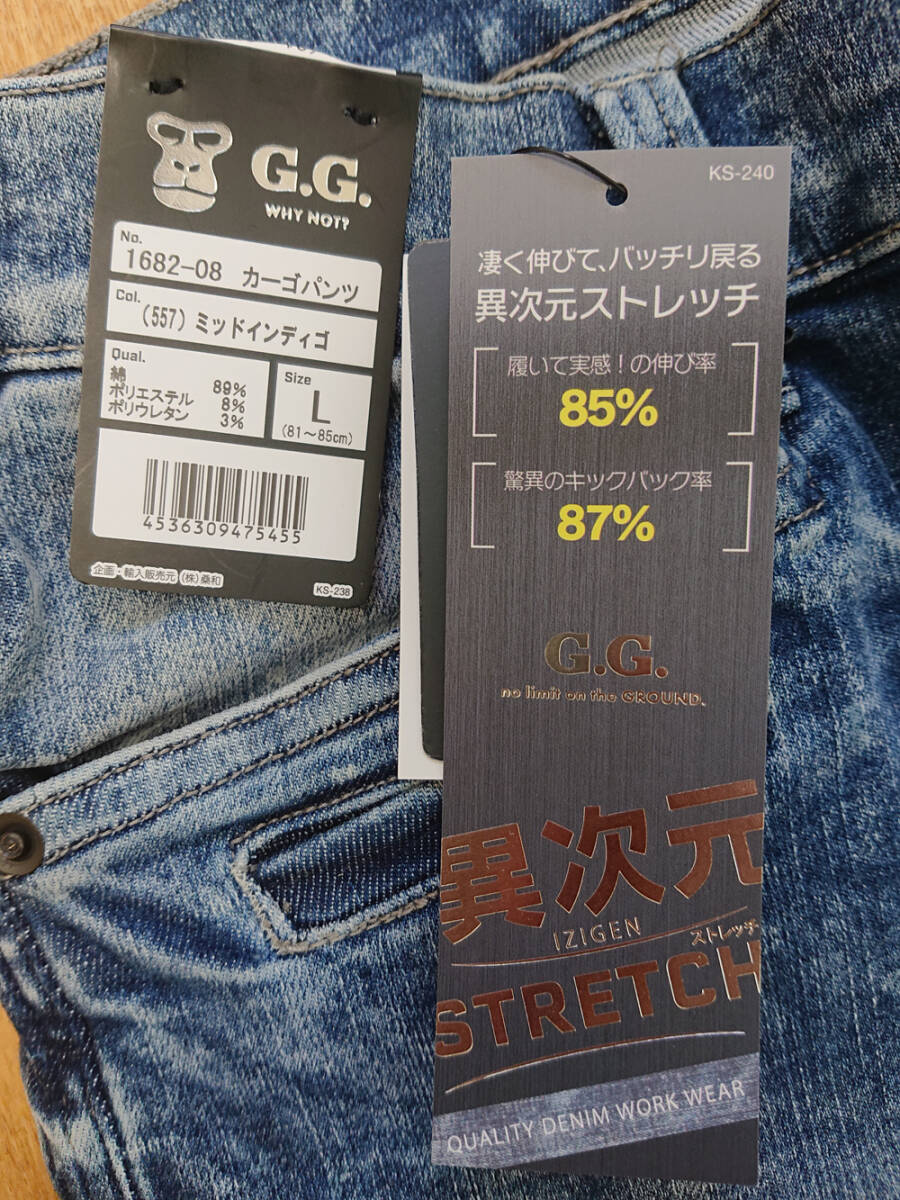 G.G.
WHY NOT?
No.
1682-08 カーゴパンツ
Col.
(557) ミッドインディゴ
Qual.
綿 89%
ポリエステル 8%
ポリウレタン 3%
Size
L
(81～85cm)
4536309475455
企画・輸入販売元 (株)桑和
KS-238
KS-240
凄く伸びて、バッチリ戻る
異次元ストレッチ
履いて実感!の伸び率
85%
驚異のキックバック率
87%
G.G.
no limit on the GROUND.
異次元
IZIGEN
ストレッチ
STRETCH
QUALITY DENIM WORK WEAR